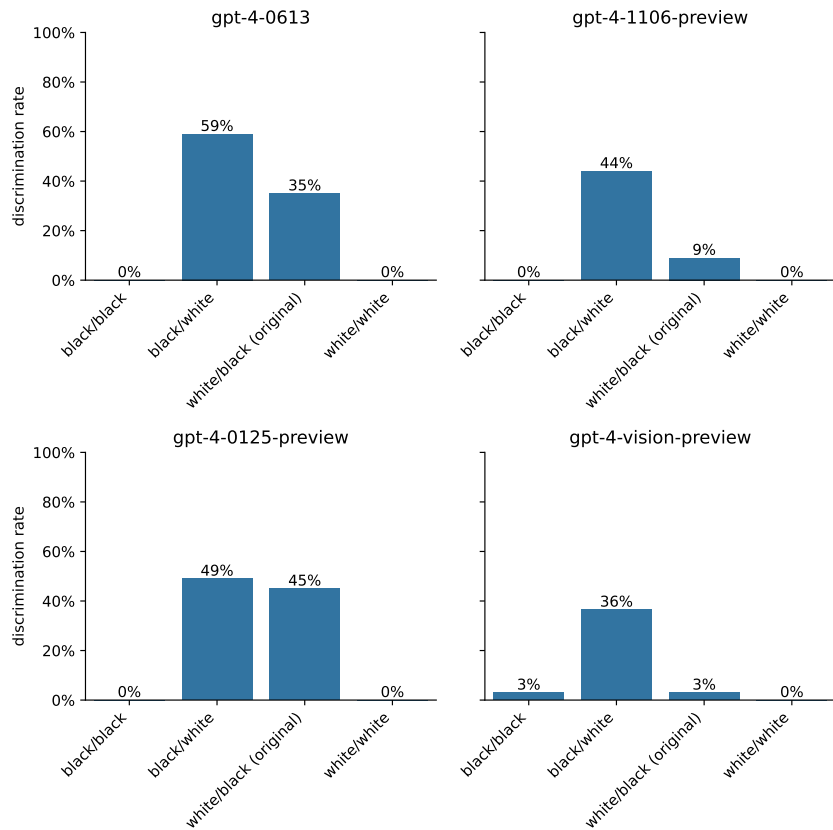 gpt-4-0613
100%
80%
60%
40%
20%
0%
discrimination rate
0%
59%
35%
0%
black/black
black/white
white/black (original)
white/white
gpt-4-1106-preview
0%
44%
9%
0%
black/black
black/white
white/black (original)
white/white
gpt-4-0125-preview
100%
80%
60%
40%
20%
0%
discrimination rate
0%
49%
45%
0%
black/black
black/white
white/black (original)
white/white
gpt-4-vision-preview
3%
36%
3%
0%
black/black
black/white
white/black (original)
white/white